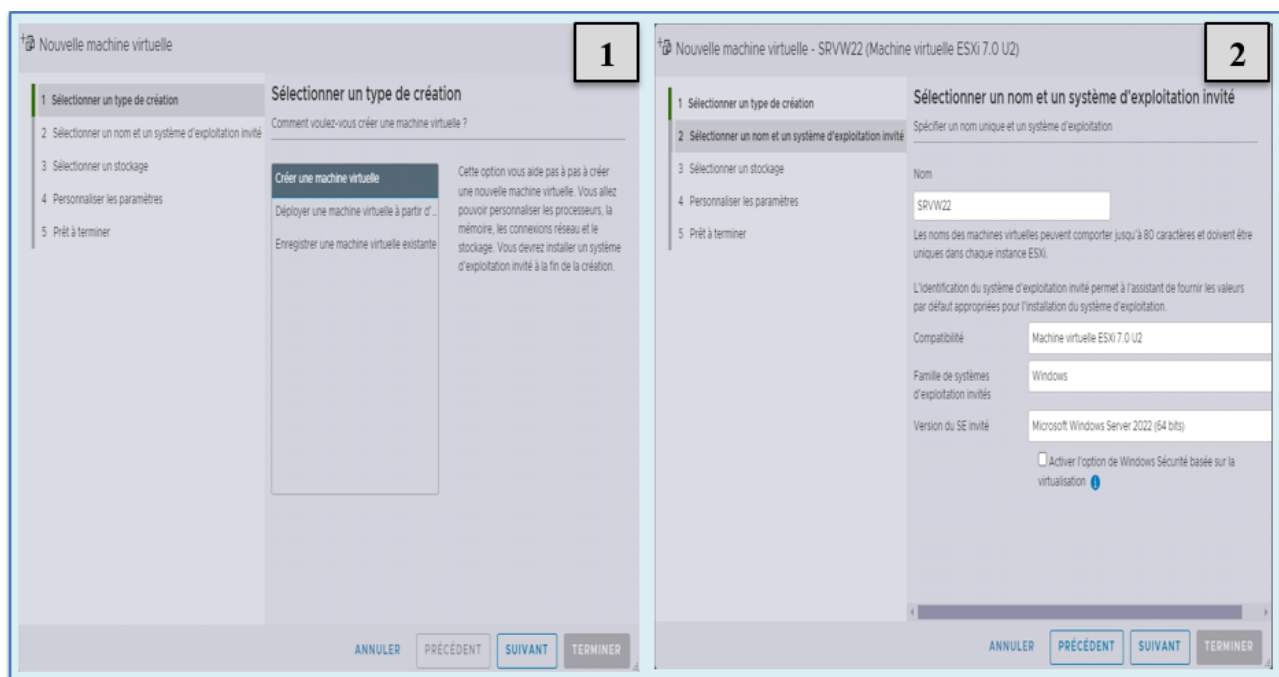 Nouvelle machine virtuelle
1
1 Sélectionner un type de création
2 Sélectionner un nom et un système d'exploitation invité
3 Sélectionner un stockage
4 Personnaliser les paramètres
5 Prêt à terminer
Sélectionner un type de création
Comment voulez-vous créer une machine virtuelle ?
Créer une machine virtuelle
Déployer une machine virtuelle à partir d'...
Enregistrer une machine virtuelle existante
Cette option vous aide pas à pas à créer
une nouvelle machine virtuelle. Vous allez
pouvoir personnaliser les processeurs, la
mémoire, les connexions réseau et le
stockage. Vous devrez installer un système
d'exploitation invité à la fin de la création.
ANNULER
PRÉCÉDENT
SUIVANT
TERMINER
Nouvelle machine virtuelle - SRVW22 (Machine virtuelle ESXi 7.0 U2)
2
1 Sélectionner un type de création
2 Sélectionner un nom et un système d'exploitation invité
3 Sélectionner un stockage
4 Personnaliser les paramètres
5 Prêt à terminer
Sélectionner un nom et un système d'exploitation invité
Spécifier un nom unique et un système d'exploitation
Nom
SRVW22
Les noms des machines virtuelles peuvent comporter jusqu'à 80 caractères et doivent être
uniques dans chaque instance ESXi.
L'identification du système d'exploitation invité permet à l'assistant de fournir les valeurs
par défaut appropriées pour l'installation du système d'exploitation.
Compatibilité
Machine virtuelle ESXi 7.0 U2
Famille de systèmes
d'exploitation invités
Windows
Version du SE invité
Microsoft Windows Server 2022 (64 bits)
Activer l'option de Windows Sécurité basée sur la
virtualisation
ANNULER
PRÉCÉDENT
SUIVANT
TERMINER